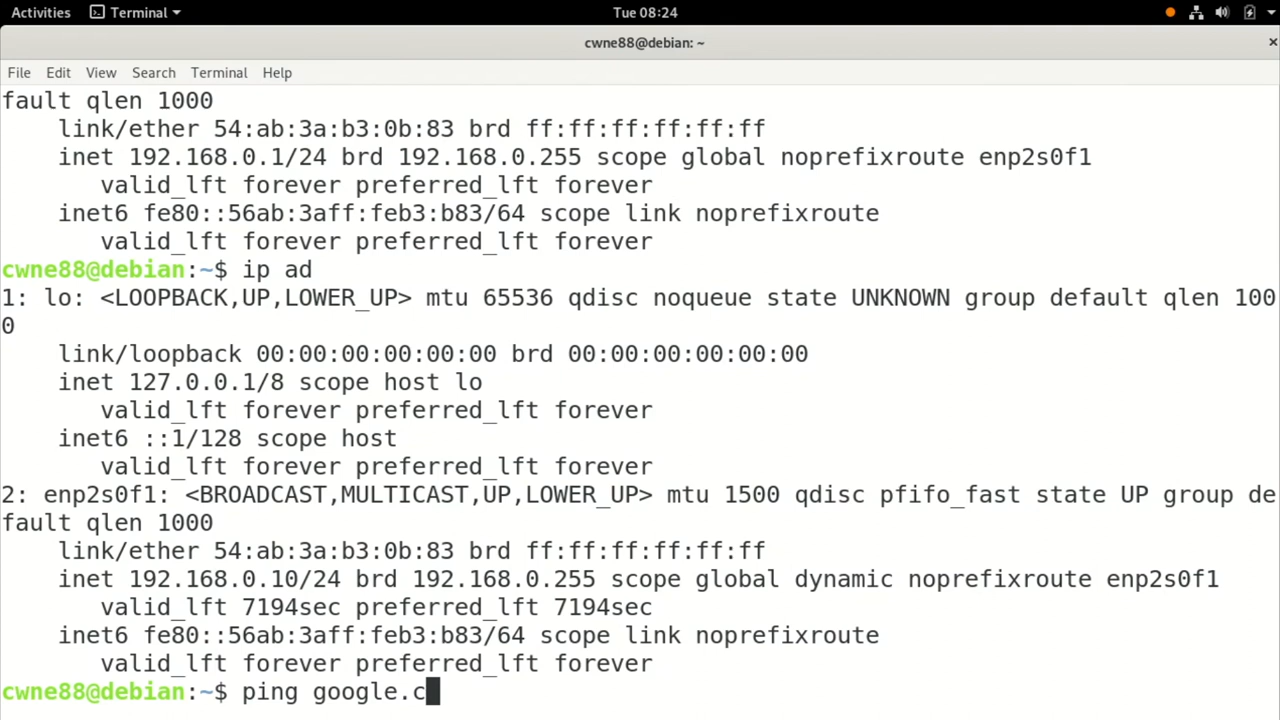 Activities Terminal Tue 08:24
cwne88@debian: ~ ×
File Edit View Search Terminal Help
fault qlen 1000
    link/ether 54:ab:3a:b3:0b:83 brd ff:ff:ff:ff:ff:ff
    inet 192.168.0.1/24 brd 192.168.0.255 scope global noprefixroute enp2s0f1
       valid_lft forever preferred_lft forever
    inet6 fe80::56ab:3aff:feb3:b83/64 scope link noprefixroute
       valid_lft forever preferred_lft forever
cwne88@debian:~$ ip ad
1: lo: <LOOPBACK,UP,LOWER_UP> mtu 65536 qdisc noqueue state UNKNOWN group default qlen 100
0
    link/loopback 00:00:00:00:00:00 brd 00:00:00:00:00:00
    inet 127.0.0.1/8 scope host lo
       valid_lft forever preferred_lft forever
    inet6 ::1/128 scope host
       valid_lft forever preferred_lft forever
2: enp2s0f1: <BROADCAST,MULTICAST,UP,LOWER_UP> mtu 1500 qdisc pfifo_fast state UP group de
fault qlen 1000
    link/ether 54:ab:3a:b3:0b:83 brd ff:ff:ff:ff:ff:ff
    inet 192.168.0.10/24 brd 192.168.0.255 scope global dynamic noprefixroute enp2s0f1
       valid_lft 7194sec preferred_lft 7194sec
    inet6 fe80::56ab:3aff:feb3:b83/64 scope link noprefixroute
       valid_lft forever preferred_lft forever
cwne88@debian:~$ ping google.c